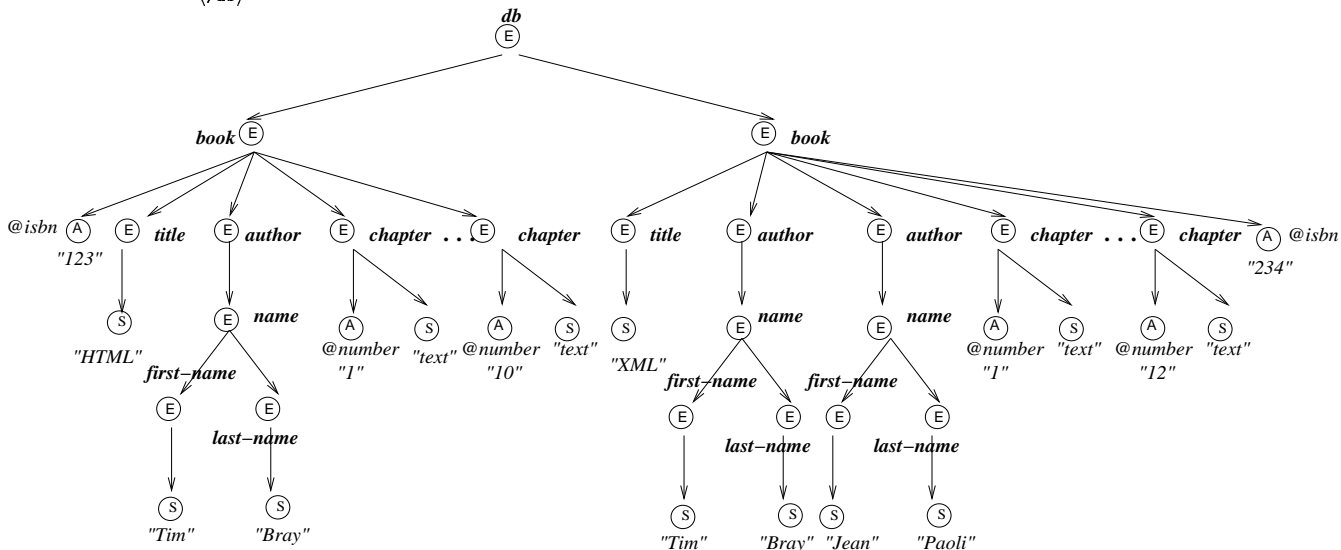 ⟨/db⟩
db
E
book E E book
@isbn A E title E author E chapter . . . E chapter E title E author E author E chapter . . . E chapter A @isbn
"123" "234"
S E name A S A S S E name E name A S A S
"HTML" @number "text" @number "text" "XML" @number "text" @number "text"
"1" "10" "1" "12"
first-name first-name first-name
E E E E E E
last-name last-name last-name
S S S S S S
"Tim" "Bray" "Tim" "Bray" "Jean" "Paoli"